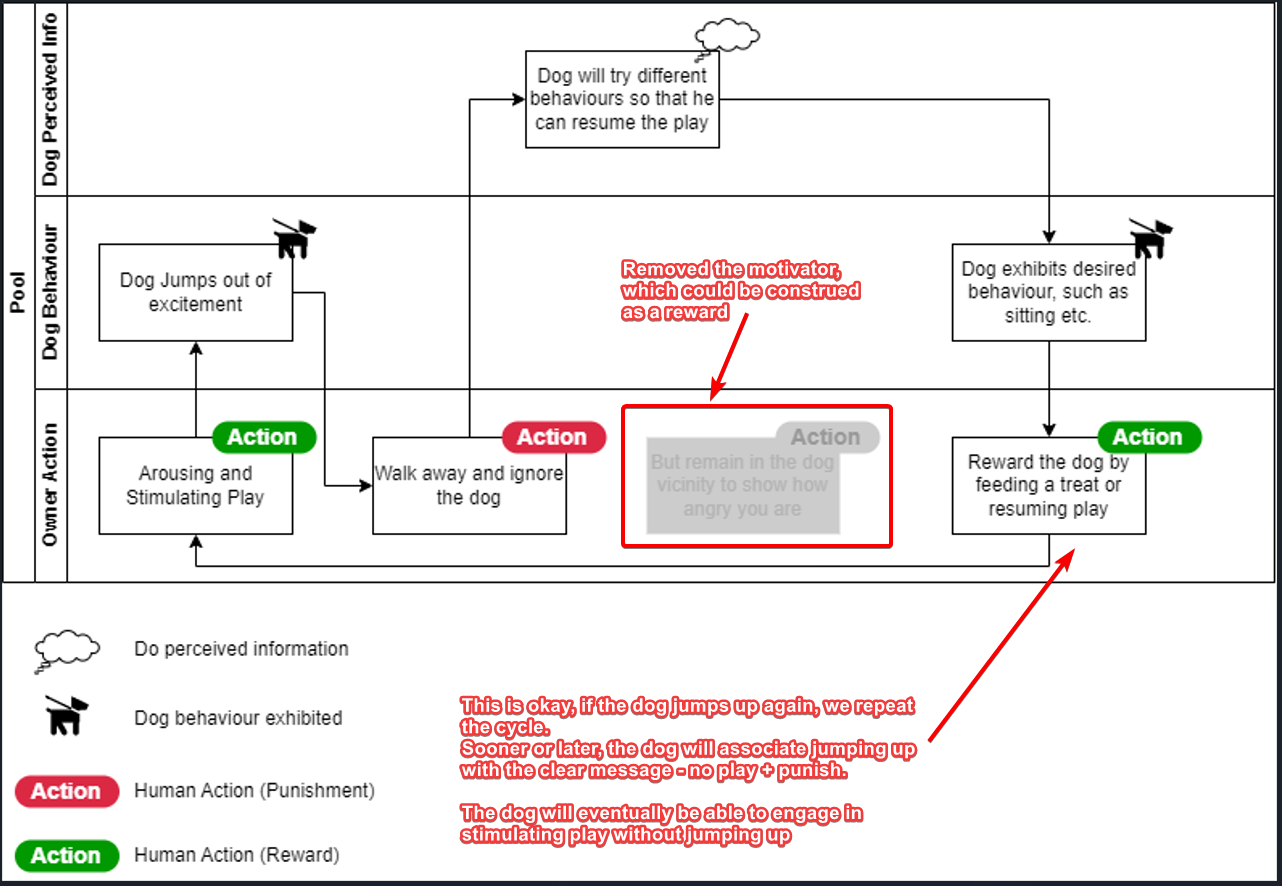 Pool
Dog Perceived Info
Dog will try different
behaviours so that he
can resume the play
Dog Behaviour
Dog Jumps out of
excitement
Removed the motivator,
which could be construed
as a reward
Dog exhibits desired
behaviour, such as
sitting etc.
Owner Action
Action
Arousing and
Stimulating Play
Action
Walk away and ignore
the dog
Action
But remain in the dog
vicinity to show how
angry you are
Action
Reward the dog by
feeding a treat or
resuming play
Do perceived information
Dog behaviour exhibited
Action
Human Action (Punishment)
Action
Human Action (Reward)
This is okay, if the dog jumps up again, we repeat
the cycle.
Sooner or later, the dog will associate jumping up
with the clear message - no play + punish.
The dog will eventually be able to engage in
stimulating play without jumping up